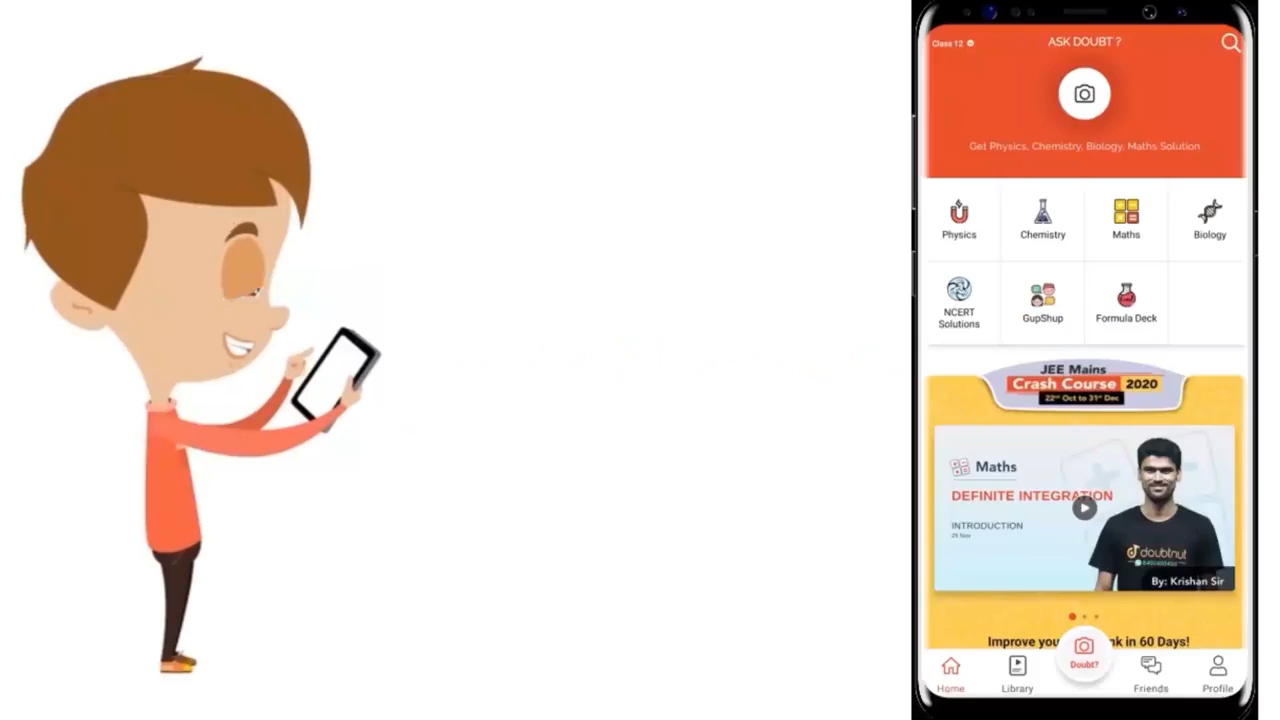 Class 12
ASK DOUBT ?
Get Physics, Chemistry, Biology, Maths Solution
Physics
Chemistry
Maths
Biology
NCERT
Solutions
GupShup
Formula Deck
JEE Mains
Crash Course 2020
22nd Oct to 31st Dec
Maths
DEFINITE INTEGRATION
INTRODUCTION
25 Nov
doubtnut
By: Krishan Sir
in 60 Days!
Improve
Doubt?
Home
Library
Friends
Profile